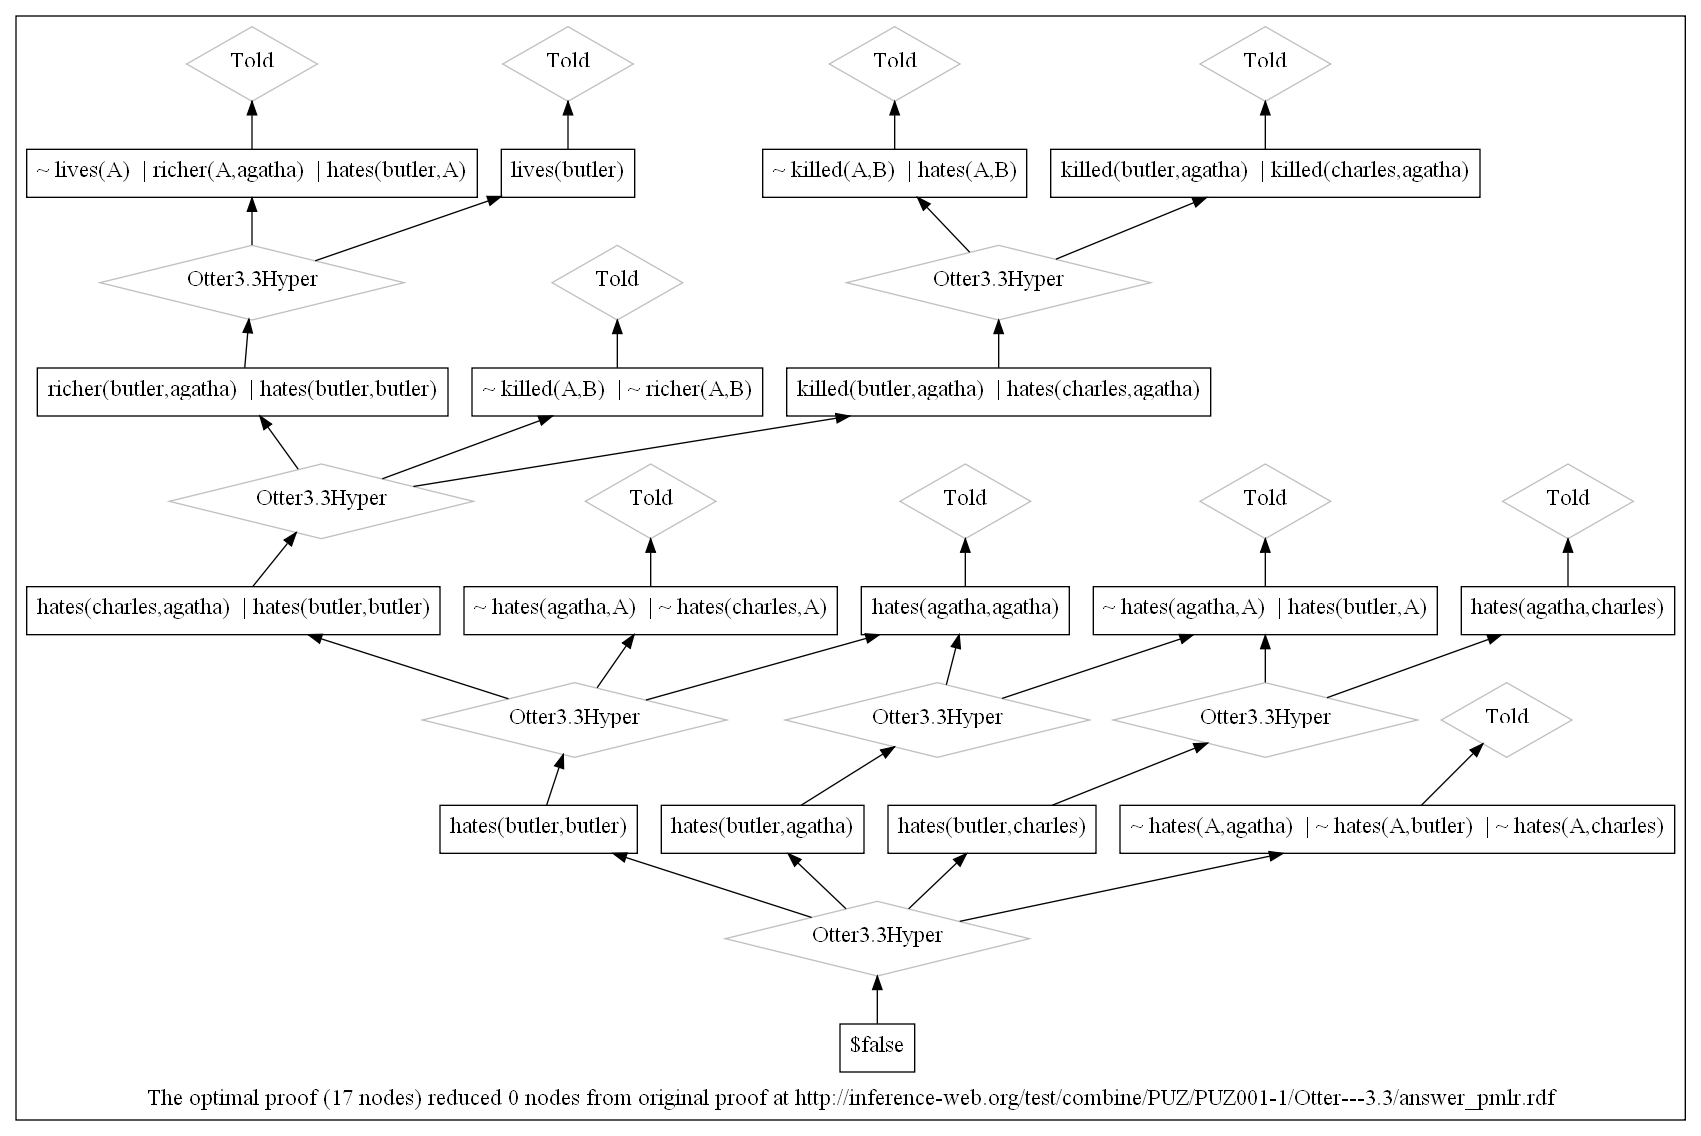 Told
Told
Told
Told
~ lives(A) | richer(A,agatha) | hates(butler,A)
lives(butler)
~ killed(A,B) | hates(A,B)
killed(butler,agatha) | killed(charles,agatha)
Otter3.3Hyper
Told
Otter3.3Hyper
richer(butler,agatha) | hates(butler,butler)
~ killed(A,B) | ~ richer(A,B)
killed(butler,agatha) | hates(charles,agatha)
Otter3.3Hyper
Told
Told
Told
Told
hates(charles,agatha) | hates(butler,butler)
~ hates(agatha,A) | ~ hates(charles,A)
hates(agatha,agatha)
~ hates(agatha,A) | hates(butler,A)
hates(agatha,charles)
Otter3.3Hyper
Otter3.3Hyper
Otter3.3Hyper
Told
hates(butler,butler)
hates(butler,agatha)
hates(butler,charles)
~ hates(A,agatha) | ~ hates(A,butler) | ~ hates(A,charles)
Otter3.3Hyper
$false
The optimal proof (17 nodes) reduced 0 nodes from original proof at http://inference-web.org/test/combine/PUZ/PUZ001-1/Otter---3.3/answer_pmlr.rdf